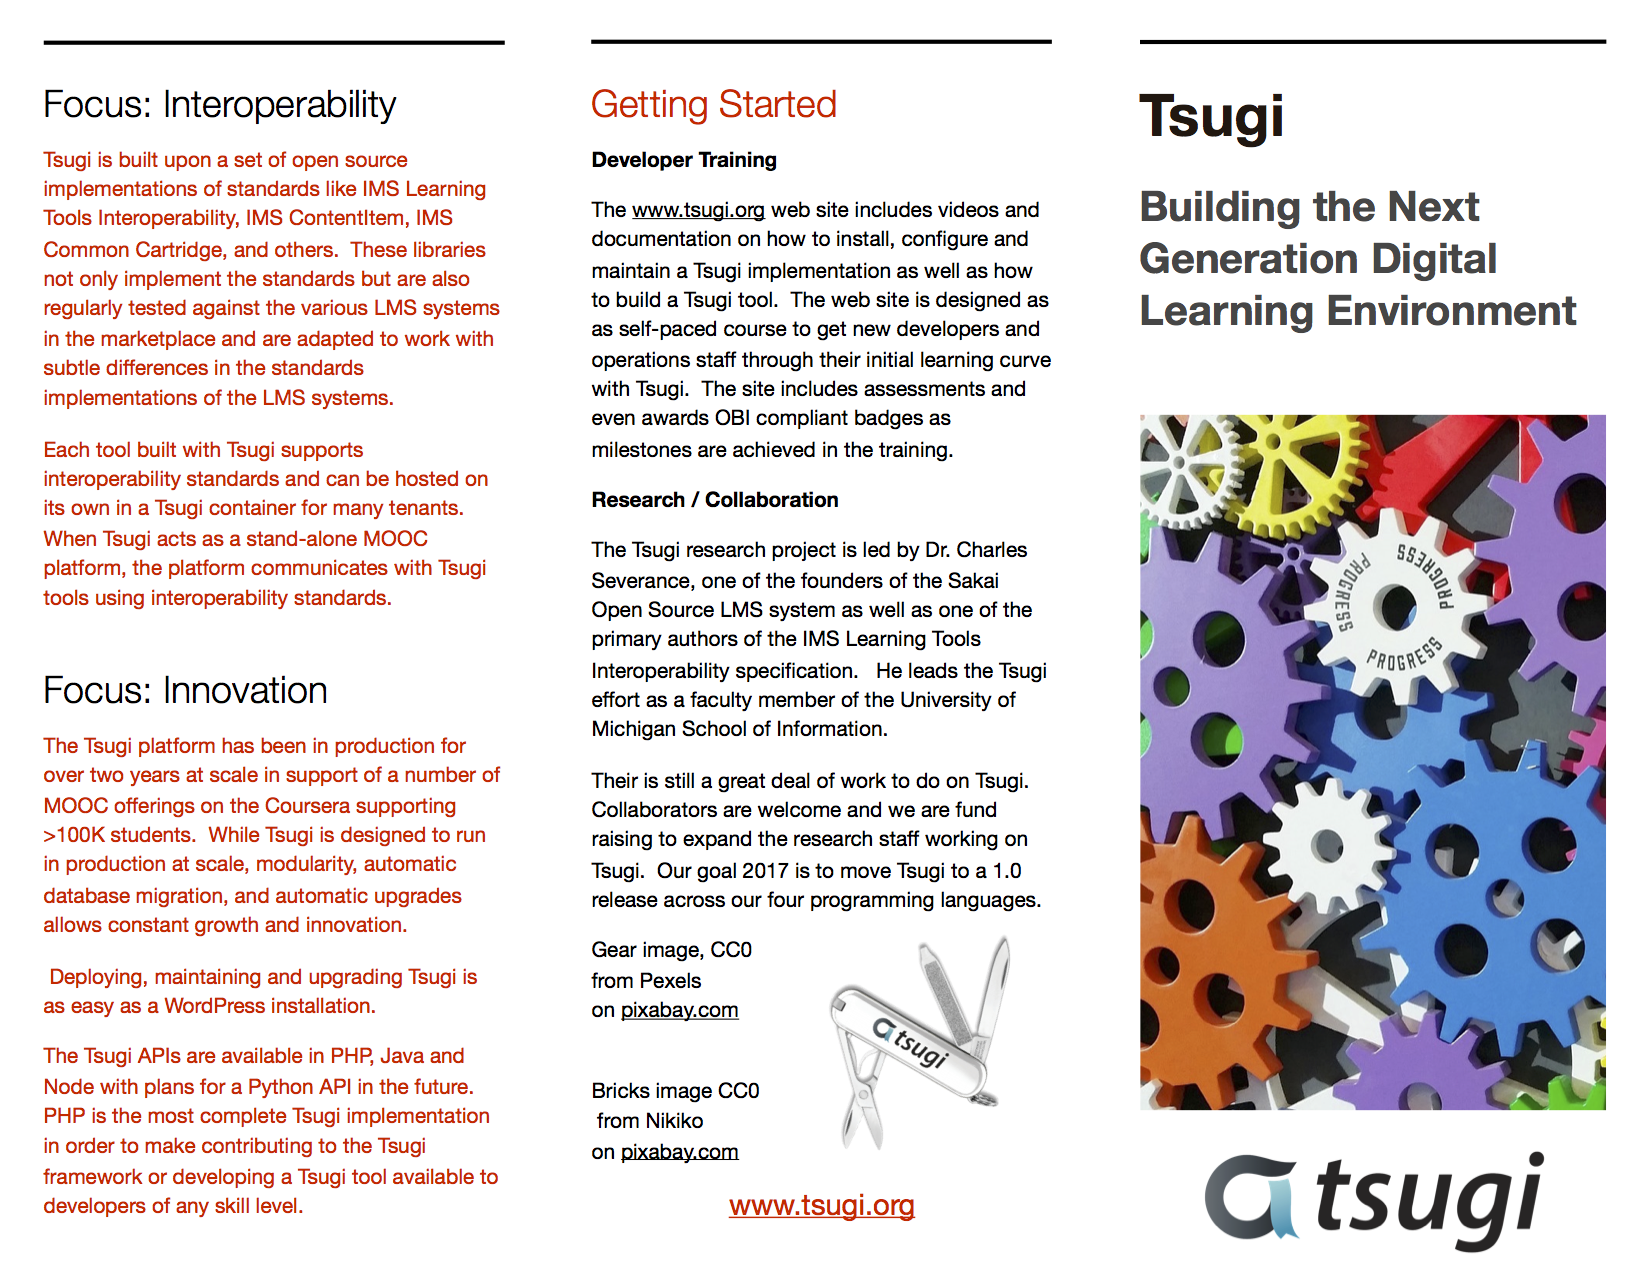 Focus: Interoperability
Tsugi is built upon a set of open source
implementations of standards like IMS Learning
Tools Interoperability, IMS ContentItem, IMS
Common Cartridge, and others.  These libraries
not only implement the standards but are also
regularly tested against the various LMS systems
in the marketplace and are adapted to work with
subtle differences in the standards
implementations of the LMS systems.
Each tool built with Tsugi supports
interoperability standards and can be hosted on
its own in a Tsugi container for many tenants.
When Tsugi acts as a stand-alone MOOC
platform, the platform communicates with Tsugi
tools using interoperability standards.
Focus: Innovation
The Tsugi platform has been in production for
over two years at scale in support of a number of
MOOC offerings on the Coursera supporting
>100K students.  While Tsugi is designed to run
in production at scale, modularity, automatic
database migration, and automatic upgrades
allows constant growth and innovation.
Deploying, maintaining and upgrading Tsugi is
as easy as a WordPress installation.
The Tsugi APIs are available in PHP, Java and
Node with plans for a Python API in the future.
PHP is the most complete Tsugi implementation
in order to make contributing to the Tsugi
framework or developing a Tsugi tool available to
developers of any skill level.
Getting Started
Developer Training
The www.tsugi.org web site includes videos and
documentation on how to install, configure and
maintain a Tsugi implementation as well as how
to build a Tsugi tool.  The web site is designed as
as self-paced course to get new developers and
operations staff through their initial learning curve
with Tsugi.  The site includes assessments and
even awards OBI compliant badges as
milestones are achieved in the training.
Research / Collaboration
The Tsugi research project is led by Dr. Charles
Severance, one of the founders of the Sakai
Open Source LMS system as well as one of the
primary authors of the IMS Learning Tools
Interoperability specification.   He leads the Tsugi
effort as a faculty member of the University of
Michigan School of Information.
Their is still a great deal of work to do on Tsugi.
Collaborators are welcome and we are fund
raising to expand the research staff working on
Tsugi.  Our goal 2017 is to move Tsugi to a 1.0
release across our four programming languages.
Gear image, CC0
from Pexels
on pixabay.com
tsugi
Bricks image CC0
from Nikiko
on pixabay.com
www.tsugi.org
Tsugi
Building the Next
Generation Digital
Learning Environment
PROGRESS
PROGRESS
PROGRESS
PROGRESS
tsugi